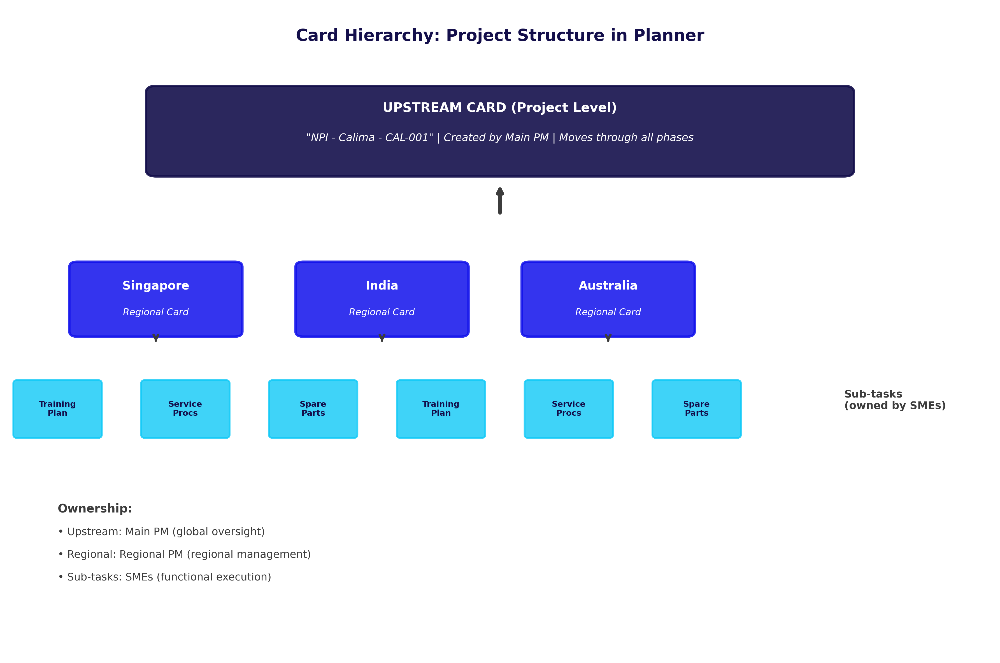 Card Hierarchy: Project Structure in Planner
UPSTREAM CARD (Project Level)
"NPI - Calima - CAL-001" | Created by Main PM | Moves through all phases
Singapore
Regional Card
India
Regional Card
Australia
Regional Card
Training
Plan
Service
Procs
Spare
Parts
Training
Plan
Service
Procs
Spare
Parts
Sub-tasks
(owned by SMEs)
Ownership:
• Upstream: Main PM (global oversight)
• Regional: Regional PM (regional management)
• Sub-tasks: SMEs (functional execution)